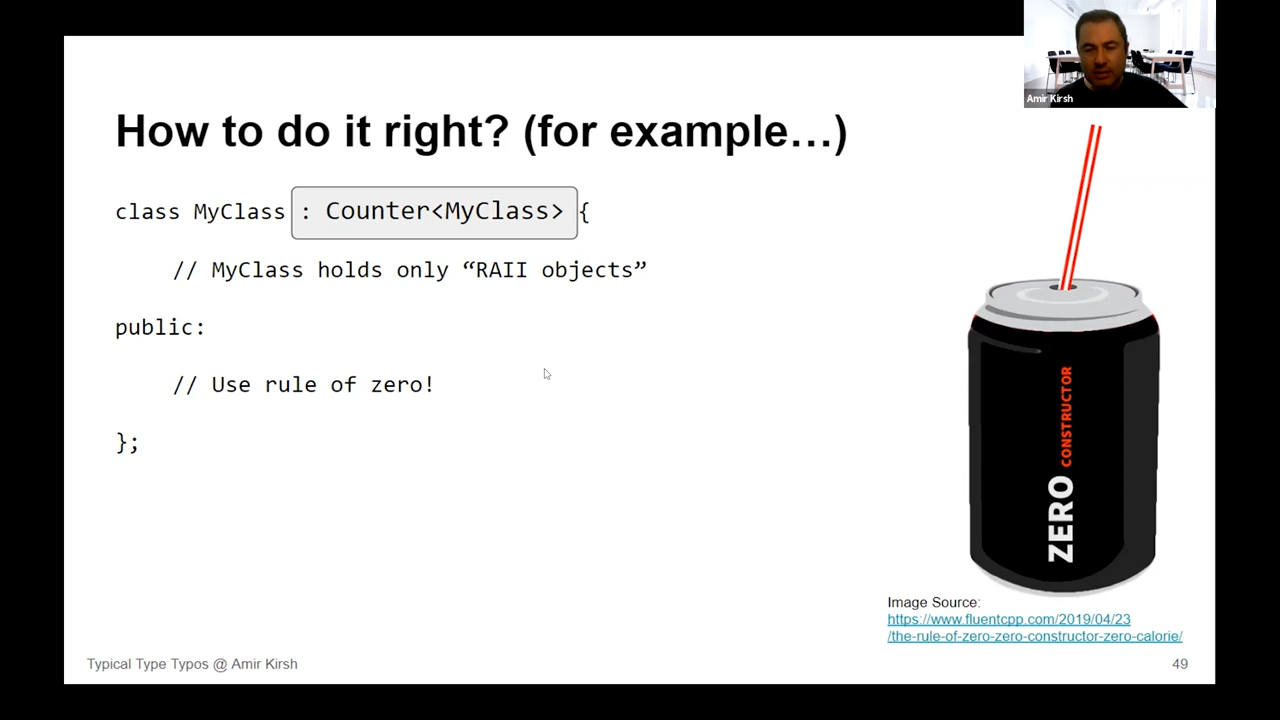 Amir Kirsh
How to do it right? (for example…)
class MyClass : Counter<MyClass> {
// MyClass holds only “RAII objects”
public:
// Use rule of zero!
};
ZERO CONSTRUCTOR
Image Source:
https://www.fluentcpp.com/2019/04/23
/the-rule-of-zero-zero-constructor-zero-calorie/
Typical Type Typos @ Amir Kirsh
49